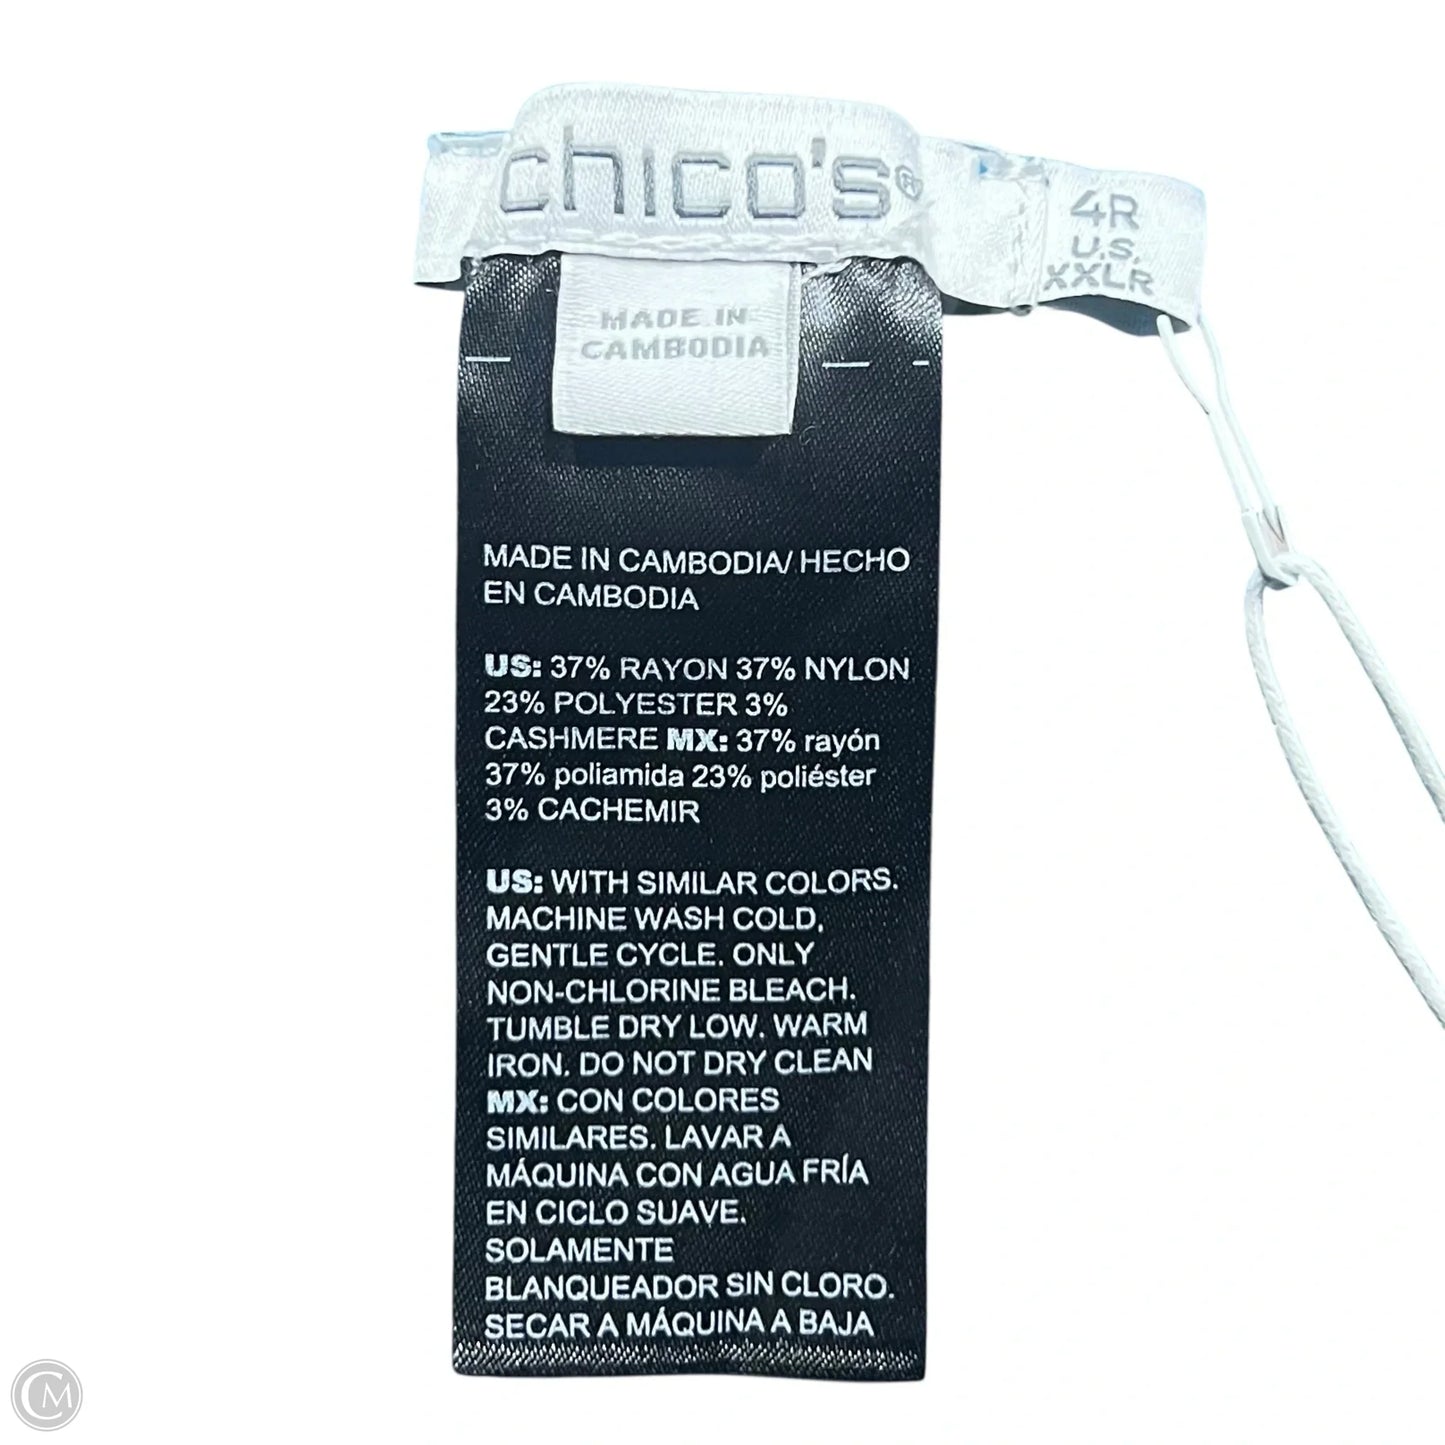 chico's®
4R
U.S.
XXLR
MADE IN
CAMBODIA
MADE IN CAMBODIA/ HECHO
EN CAMBODIA
US: 37% RAYON 37% NYLON
23% POLYESTER 3%
CASHMERE MX: 37% rayón
37% poliamida 23% poliéster
3% CACHEMIR
US: WITH SIMILAR COLORS.
MACHINE WASH COLD,
GENTLE CYCLE. ONLY
NON-CHLORINE BLEACH.
TUMBLE DRY LOW. WARM
IRON. DO NOT DRY CLEAN
MX: CON COLORES
SIMILARES. LAVAR A
MÁQUINA CON AGUA FRÍA
EN CICLO SUAVE.
SOLAMENTE
BLANQUEADOR SIN CLORO.
SECAR A MÁQUINA A BAJA
CM